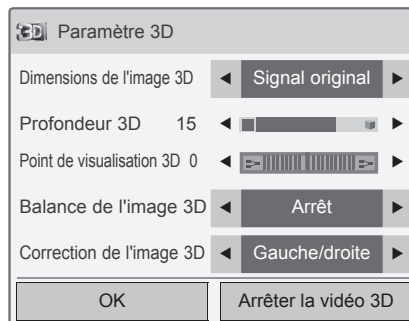 3D Paramètre 3D
Dimensions de l'image 3D Signal original
Profondeur 3D 15
Point de visualisation 3D 0
Balance de l'image 3D Arrêt
Correction de l'image 3D Gauche/droite
OK Arrêter la vidéo 3D